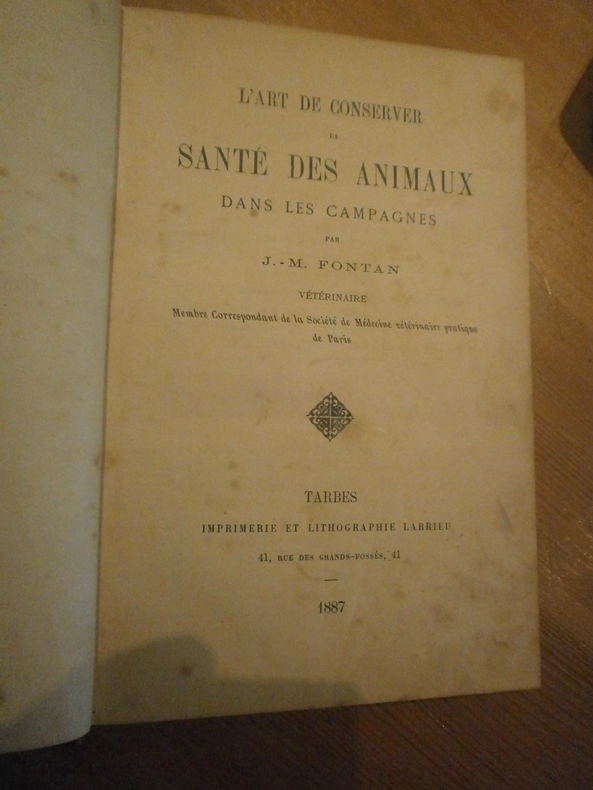 L'ART DE CONSERVER
LA
SANTÉ DES ANIMAUX
DANS LES CAMPAGNES
PAR
J.-M. FONTAN
VÉTÉRINAIRE
Membre Correspondant de la Société de Médecine vétérinaire pratique
de Paris
TARBES
IMPRIMERIE ET LITHOGRAPHIE LARRIEU
41, RUE DES GRANDS-FOSSÉS, 41
1887